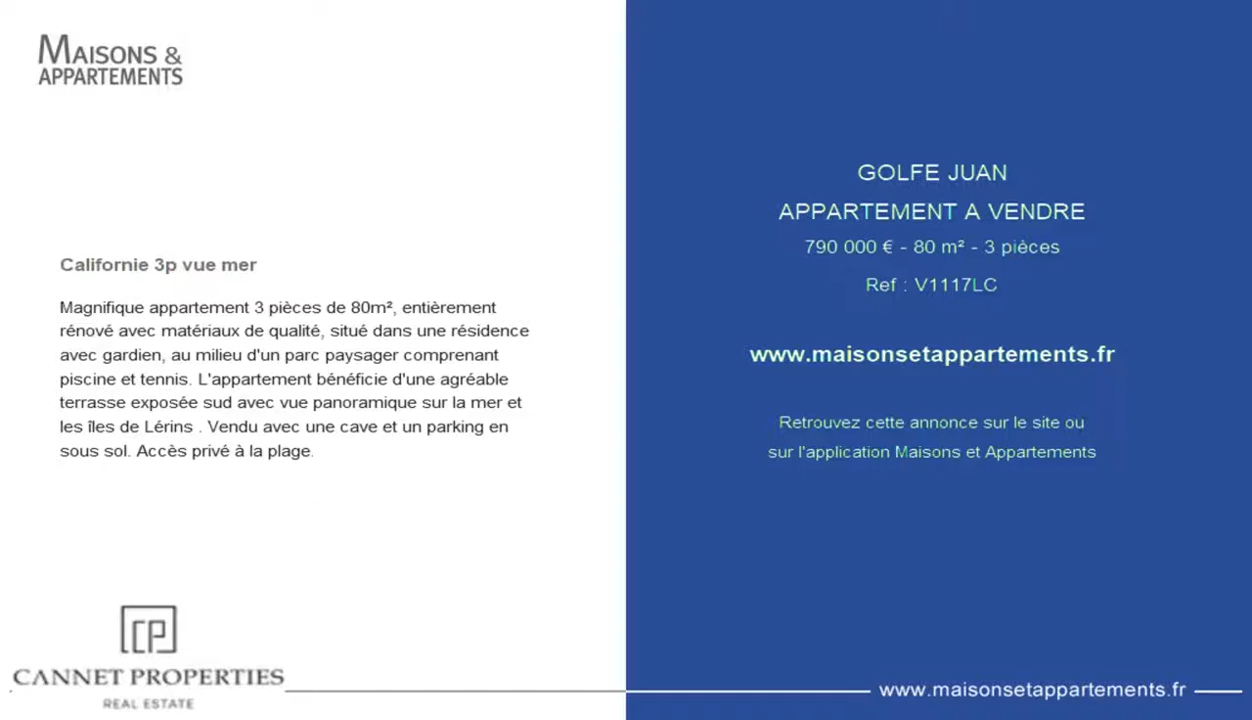 MAISONS &
APPARTEMENTS
Californie 3p vue mer
Magnifique appartement 3 pièces de 80m², entièrement
rénové avec matériaux de qualité, situé dans une résidence
avec gardien, au milieu d'un parc paysager comprenant
piscine et tennis. L'appartement bénéficie d'une agréable
terrasse exposée sud avec vue panoramique sur la mer et
les îles de Lérins . Vendu avec une cave et un parking en
sous sol. Accès privé à la plage.
CP
CANNET PROPERTIES
REAL ESTATE
GOLFE JUAN
APPARTEMENT A VENDRE
790 000 € - 80 m² - 3 pièces
Ref : V1117LC
www.maisonsetappartements.fr
Retrouvez cette annonce sur le site ou
sur l'application Maisons et Appartements
www.maisonsetappartements.fr